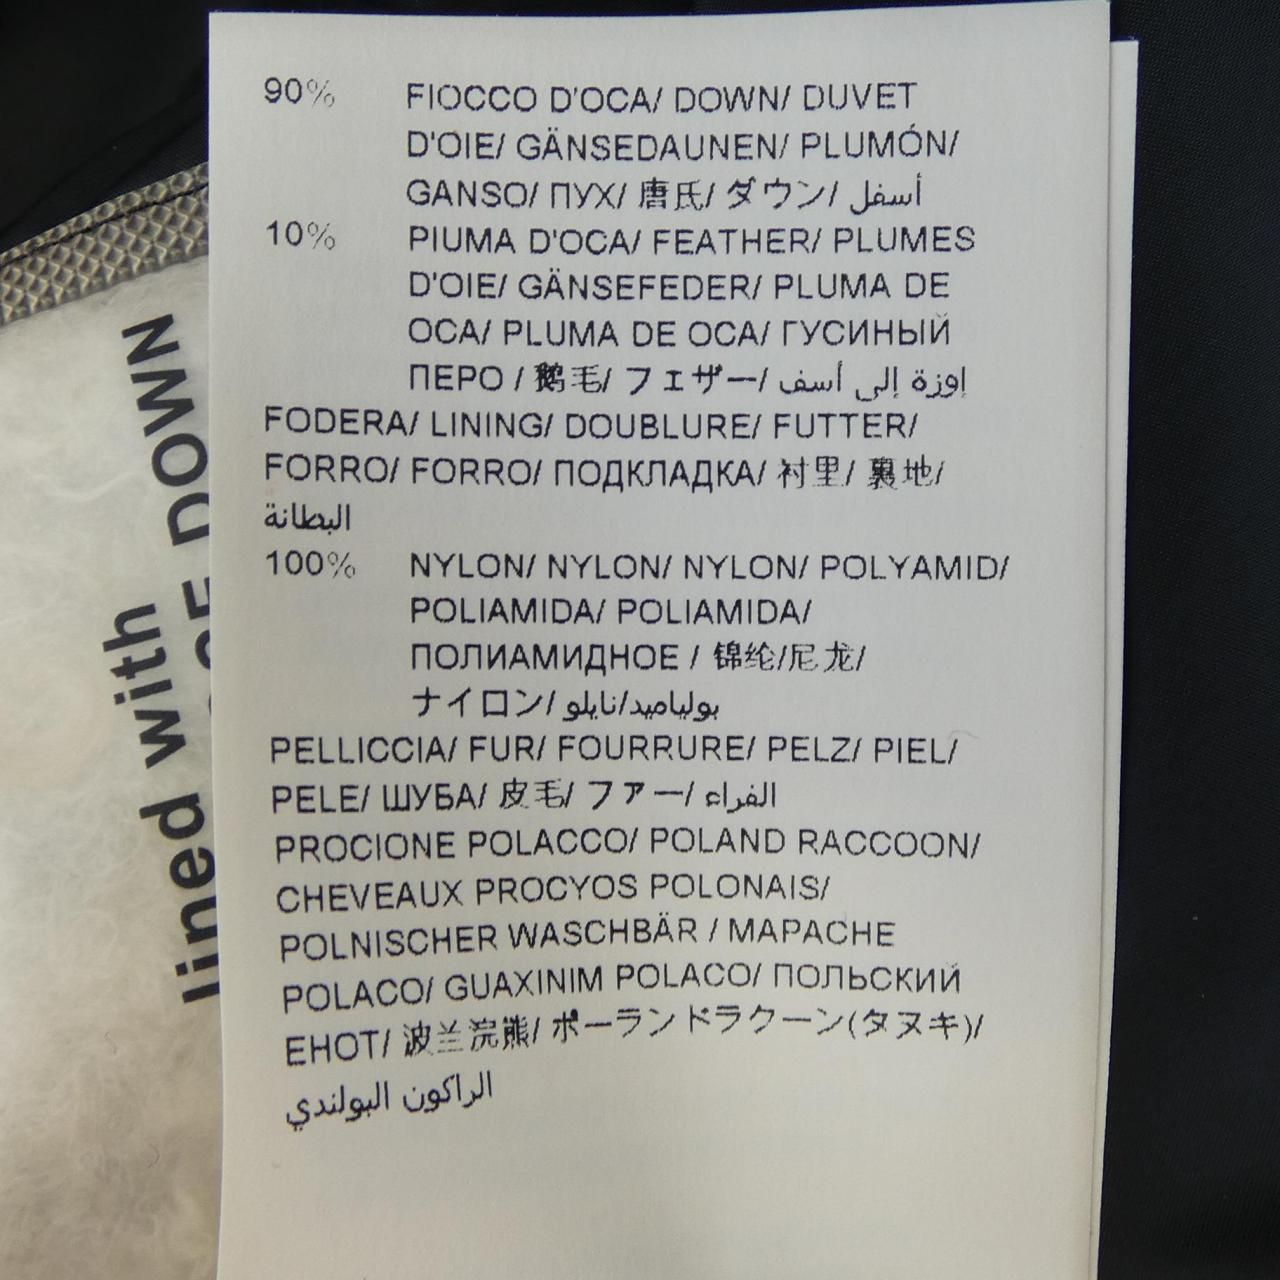 90% FIOCCO D'OCA/ DOWN/ DUVET
D'OIE/ GÄNSEDAUNEN/ PLUMÓN/
GANSO/ ПУХ/ 唐氏/ ダウン/ أسفل
10% PIUMA D'OCA/ FEATHER/ PLUMES
D'OIE/ GÄNSEFEDER/ PLUMA DE
OCA/ PLUMA DE OCA/ ГУСИНЫЙ
ПЕРО / 鹅毛/ フェザー/ إوزة إلى أسف
FODERA/ LINING/ DOUBLURE/ FUTTER/
FORRO/ FORRO/ ПОДКЛАДКА/ 衬里/ 裏地/
البطانة
100% NYLON/ NYLON/ NYLON/ POLYAMID/
POLIAMIDA/ POLIAMIDA/
ПОЛИАМИДНОЕ / 锦纶/尼龙/
ナイロン/ بولياميد/نايلو
PELLICCIA/ FUR/ FOURRURE/ PELZ/ PIEL/
PELE/ ШУБА/ 皮毛/ ファー/ الفراء
PROCIONE POLACCO/ POLAND RACCOON/
CHEVEAUX PROCYOS POLONAIS/
POLNISCHER WASCHBÄR / MAPACHE
POLACO/ GUAXINIM POLACO/ ПОЛЬСКИЙ
ЕНОТ/ 波兰浣熊/ ポーランドラクーン(タヌキ)/
الراكون البولندي
lined with
DOWN